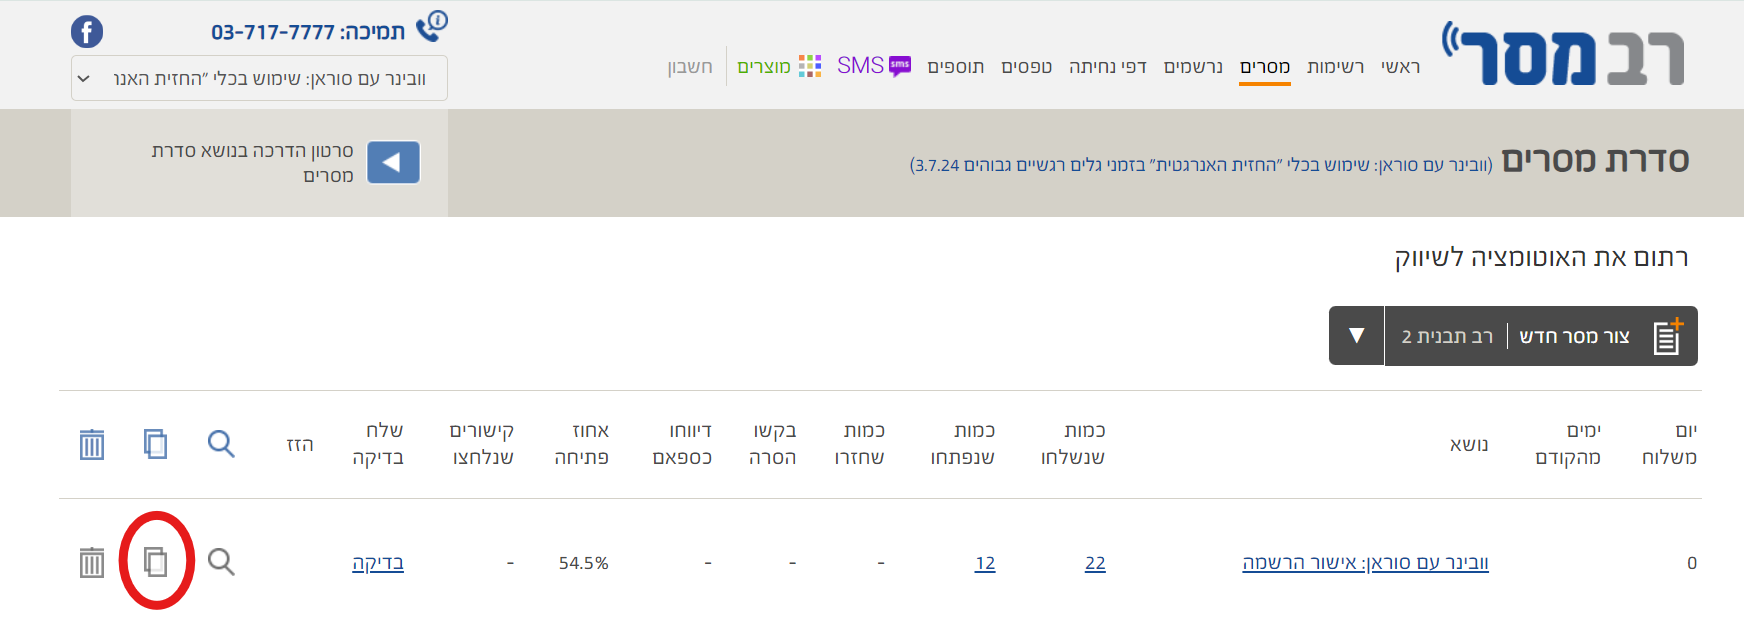 רב מסר
ראשי רשימות מסרים נרשמים דפי נחיתה טפסים תוספים SMS sms מוצרים חשבון
תמיכה: 03-717-7777
וובינר עם סוראן: שימוש בכלי "החזית האנר
סדרת מסרים (וובינר עם סוראן: שימוש בכלי "החזית האנרגטית" בזמני גלים רגשיים גבוהים 3.7.24)
סרטון הדרכה בנושא סדרת
מסרים
רתום את האוטומציה לשיווק
צור מסר חדש | רב תבנית 2
יום משלוח
ימים מהקודם
נושא
כמות שנשלחו
כמות שנפתחו
כמות שחזרו
בקשו הסרה
דיווחו כספאם
אחוז פתיחה
קישורים שנלחצו
שלח בדיקה
הזז
0 וובינר עם סוראן: אישור הרשמה 22 12 - - - 54.5% - בדיקה